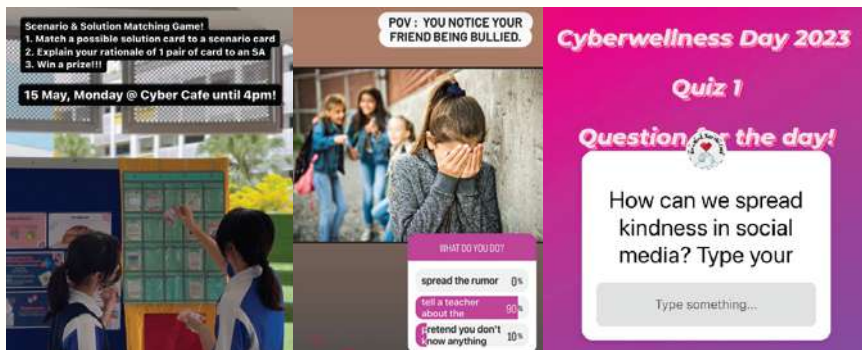 Scenario & Solution Matching Game!
1. Match a possible solution card to a scenario card
2. Explain your rationale of 1 pair of card to an SA
3. Win a prize!!!
15 May, Monday @ Cyber Cafe until 4pm!
POV : YOU NOTICE YOUR
FRIEND BEING BULLIED.
WHAT DO YOU DO?
spread the rumor 0%
tell a teacher
about the 90%
pretend you don't
know anything 10%
Cyberwellness Day 2023
Quiz 1
Question for the day!
How can we spread
kindness in social
media? Type your
Type something...